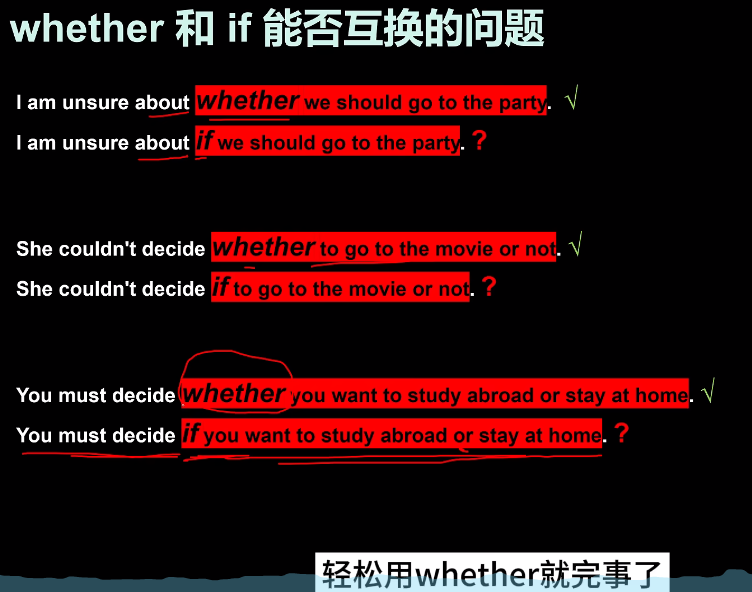 whether 和 if 能否互换的问题
I am unsure about whether we should go to the party. √
I am unsure about if we should go to the party. ?
She couldn't decide whether to go to the movie or not. √
She couldn't decide if to go to the movie or not. ?
You must decide whether you want to study abroad or stay at home. √
You must decide if you want to study abroad or stay at home. ?
轻松用whether就完事了